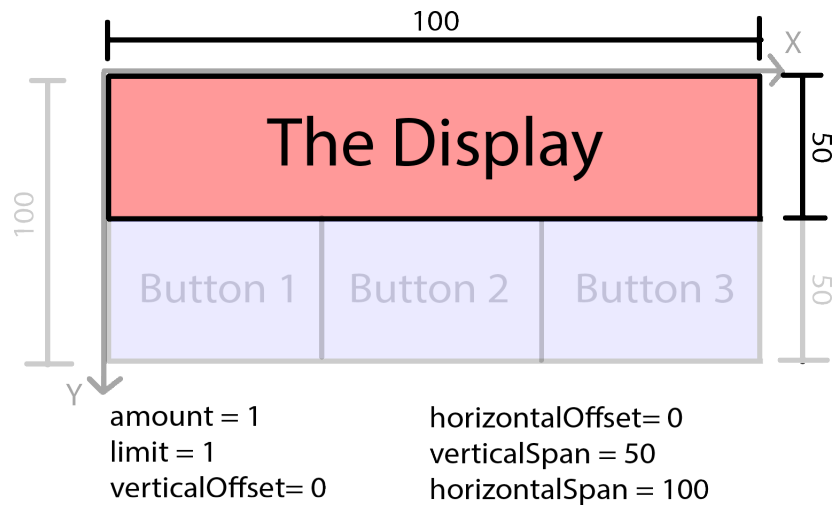 100
X
The Display
50
100
Button 1
Button 2
Button 3
50
Y
amount = 1
limit = 1
verticalOffset= 0
horizontalOffset= 0
verticalSpan = 50
horizontalSpan = 100